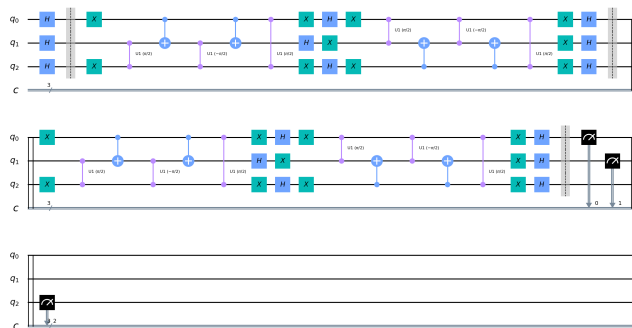 q0 H X U1 (π/2) U1 (−π/2) U1 (π/2) X H X U1 (π/2) U1 (−π/2) U1 (π/2) X H
q1 H H X X H
q2 H X X H X X H
c 3
q0 X U1 (π/2) U1 (−π/2) U1 (π/2) X H X U1 (π/2) U1 (−π/2) U1 (π/2) X H
q1 H X X H
q2 X X H X X H
c 3 0 1
q0
q1
q2
c 2